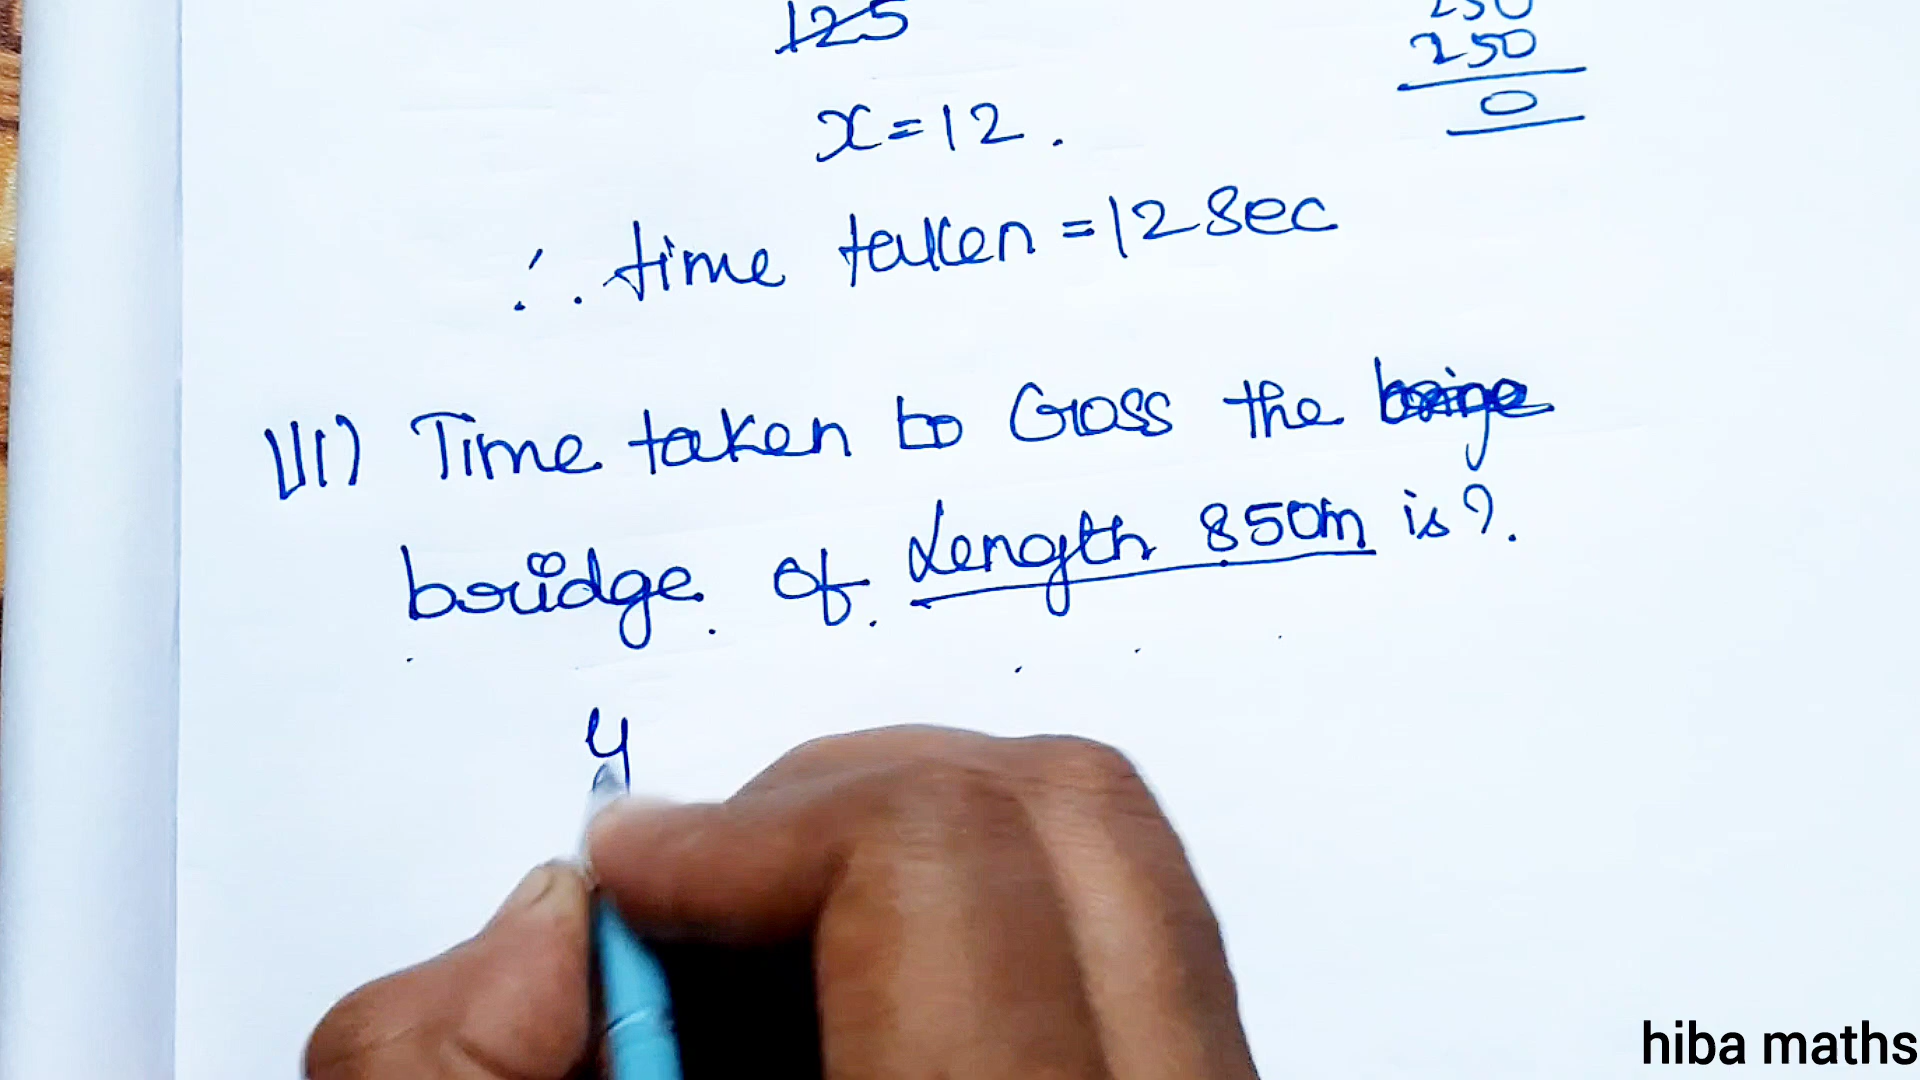 125
250
250
0
x=12.
∴ time taken =12 Sec
VII) Time taken to Cross the
bridge of Length 850m is?.
y
hiba maths